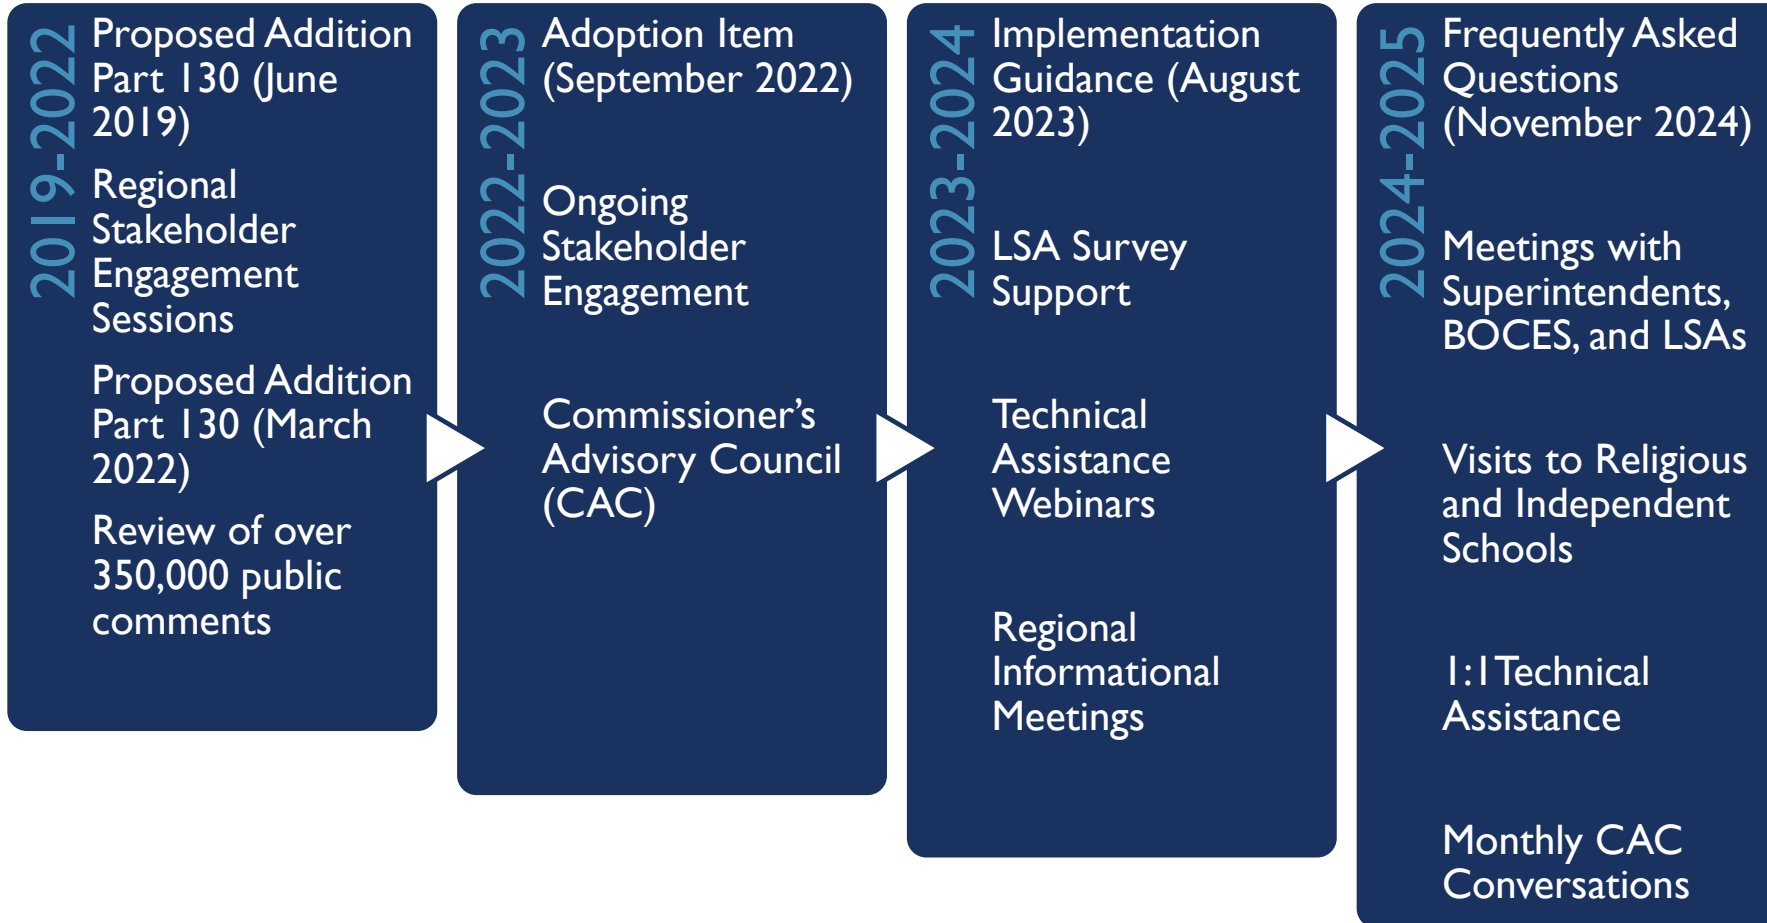 2019-2022
Proposed Addition
Part 130 (June
2019)
Regional
Stakeholder
Engagement
Sessions
Proposed Addition
Part 130 (March
2022)
Review of over
350,000 public
comments
2022-2023
Adoption Item
(September 2022)
Ongoing
Stakeholder
Engagement
Commissioner’s
Advisory Council
(CAC)
2023-2024
Implementation
Guidance (August
2023)
LSA Survey
Support
Technical
Assistance
Webinars
Regional
Informational
Meetings
2024-2025
Frequently Asked
Questions
(November 2024)
Meetings with
Superintendents,
BOCES, and LSAs
Visits to Religious
and Independent
Schools
1:1 Technical
Assistance
Monthly CAC
Conversations